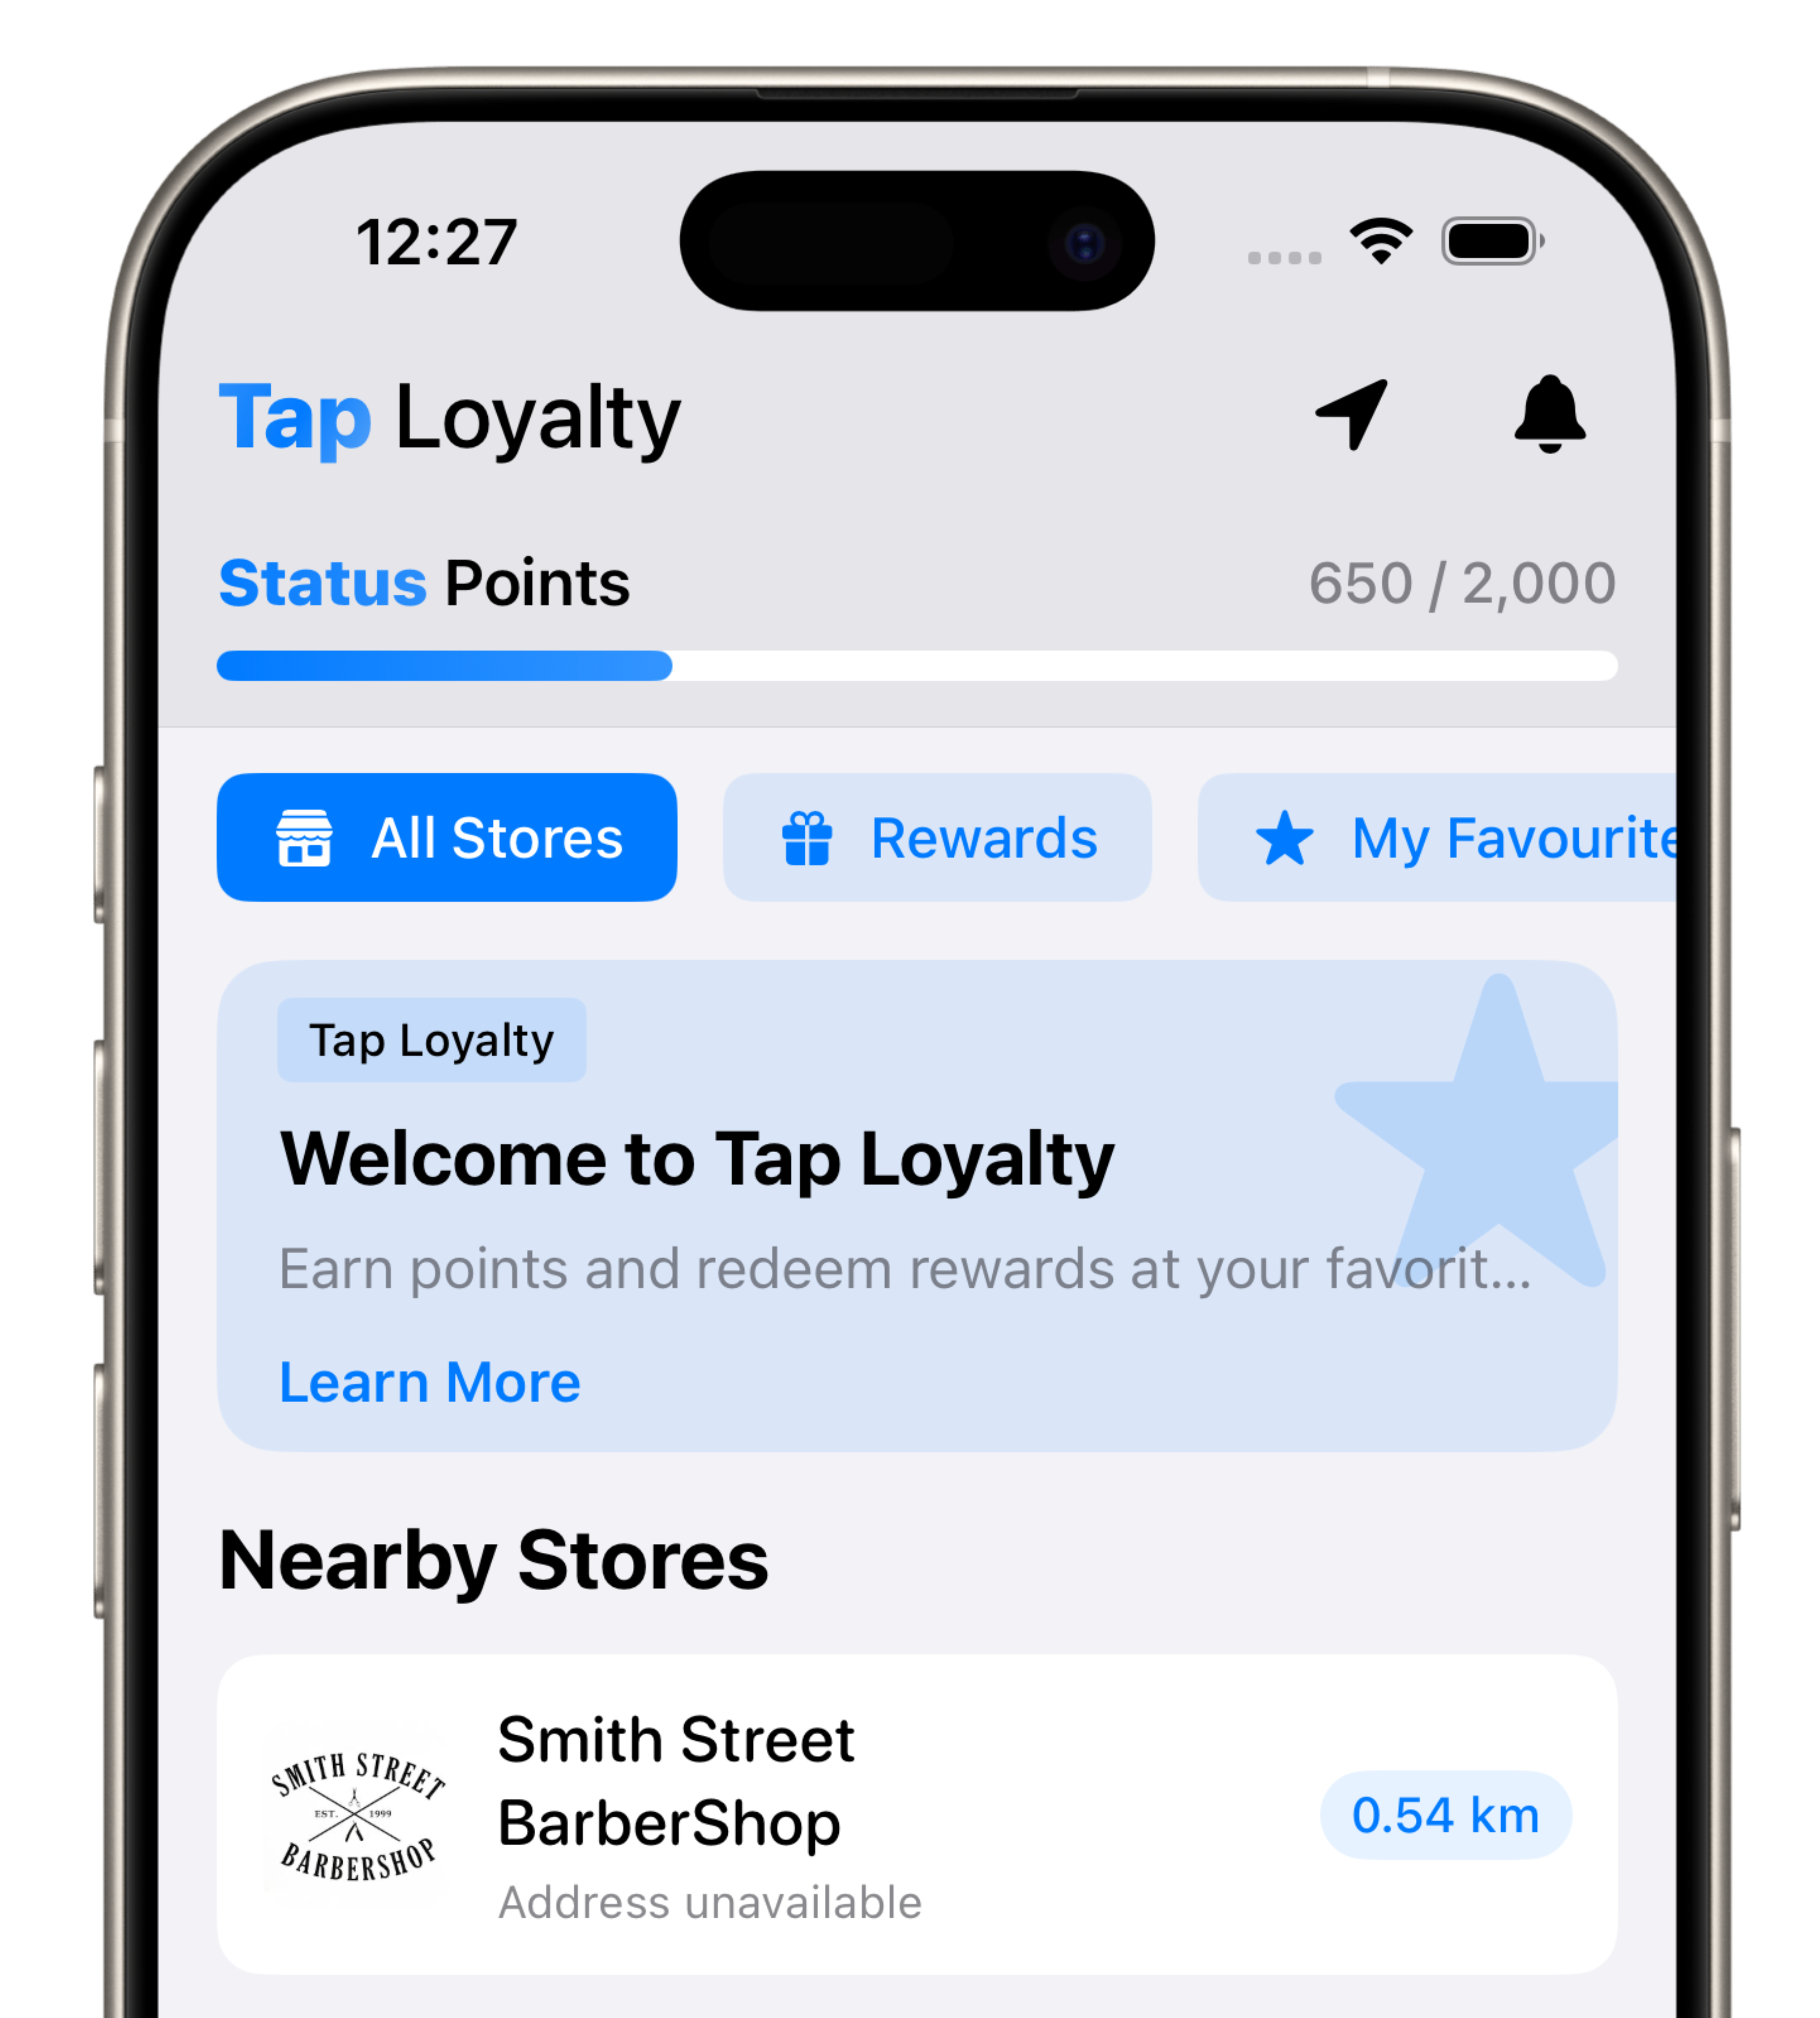 12:27
Tap Loyalty
Status Points
650 / 2,000
All Stores
Rewards
My Favourite
Tap Loyalty
Welcome to Tap Loyalty
Earn points and redeem rewards at your favorit...
Learn More
Nearby Stores
SMITH STREET
EST. 1999
BARBERSHOP
Smith Street
BarberShop
Address unavailable
0.54 km